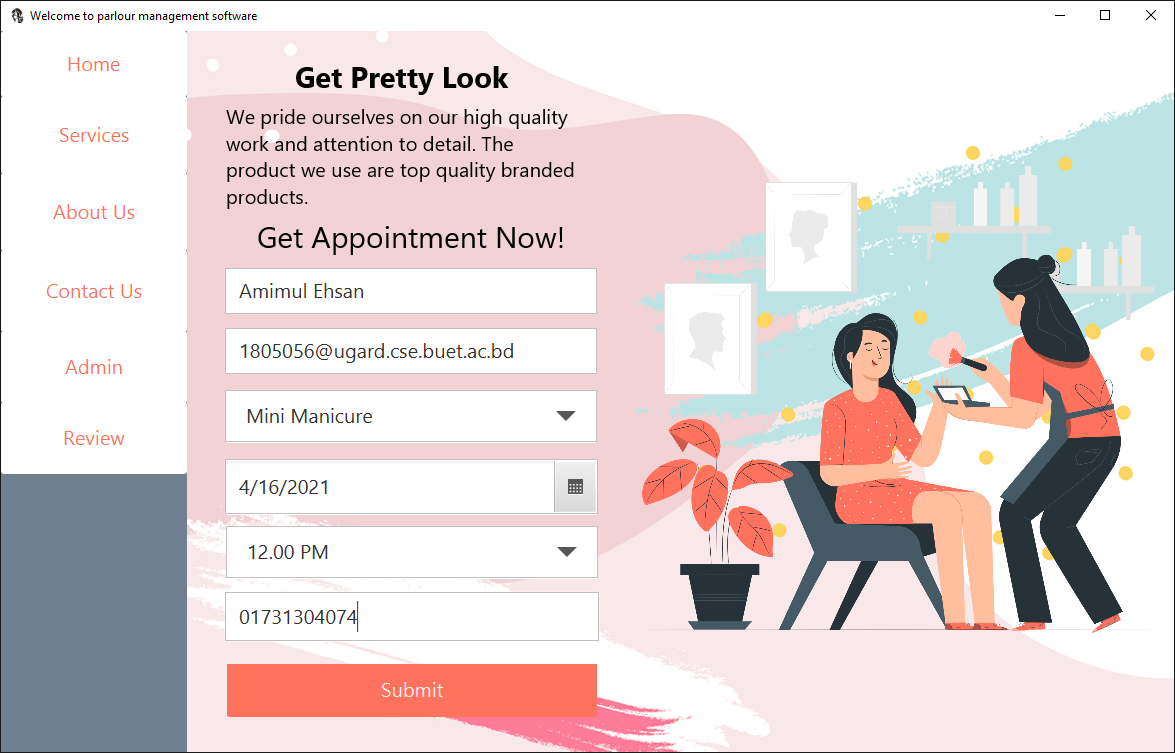 Welcome to parlour management software
Home
Services
About Us
Contact Us
Admin
Review
Get Pretty Look
We pride ourselves on our high quality
work and attention to detail. The
product we use are top quality branded
products.
Get Appointment Now!
Amimul Ehsan
1805056@ugard.cse.buet.ac.bd
Mini Manicure
4/16/2021
12.00 PM
01731304074
Submit